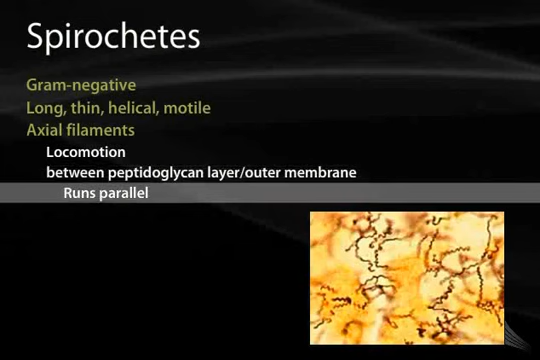 Spirochetes
Gram-negative
Long, thin, helical, motile
Axial filaments
Locomotion
between peptidoglycan layer/outer membrane
Runs parallel